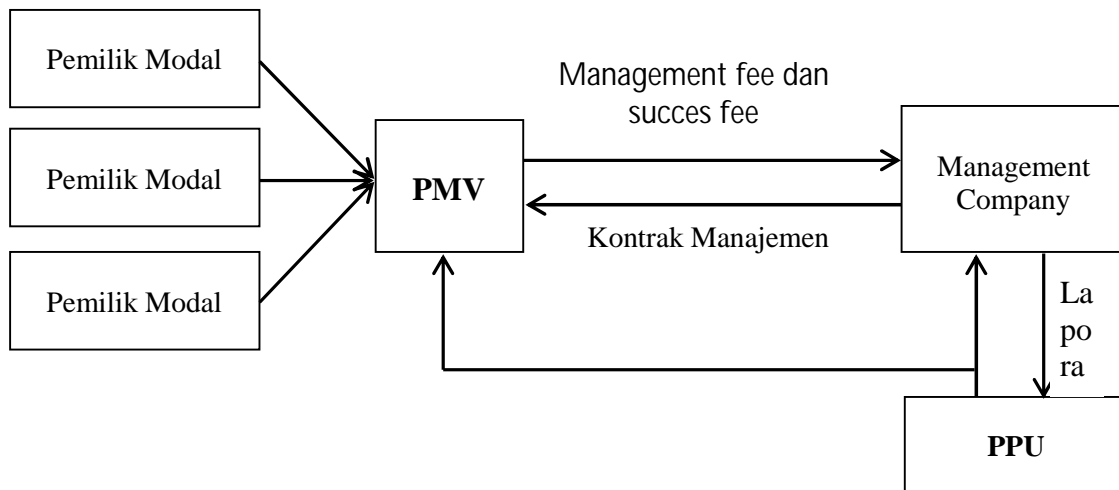 Pemilik Modal
Management fee dan
succes fee
Pemilik Modal
PMV
Management
Company
Kontrak Manajemen
Pemilik Modal
La
po
ra
PPU